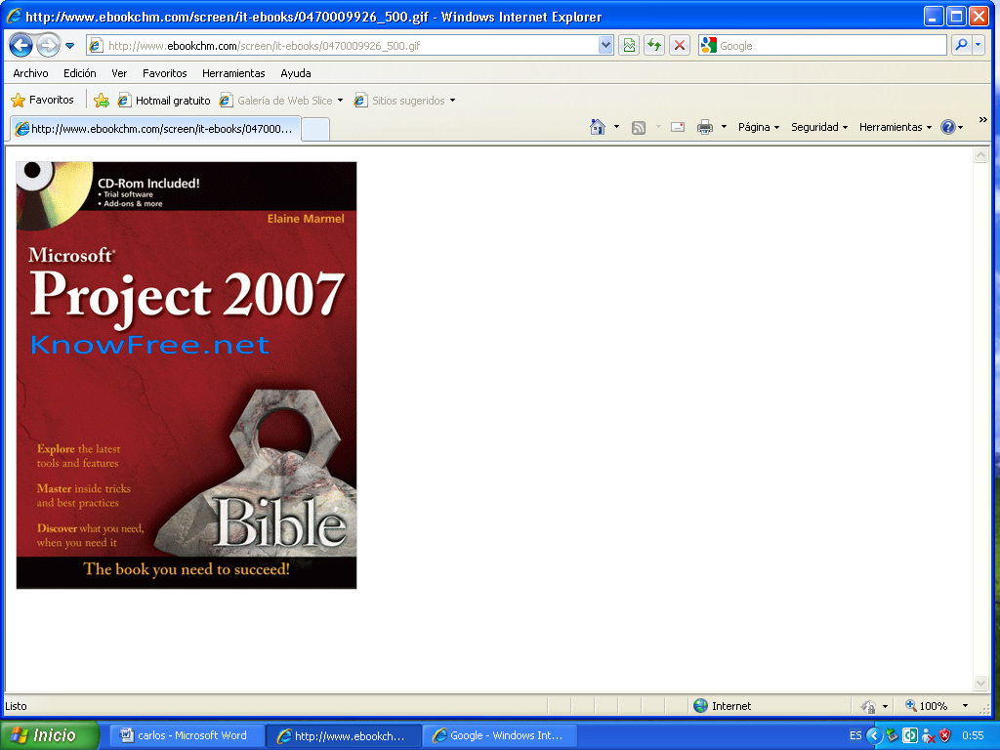 http://www.ebookchm.com/screen/it-ebooks/0470009926_500.gif - Windows Internet Explorer
http://www.ebookchm.com/screen/it-ebooks/0470009926_500.gif
Google
Archivo Edición Ver Favoritos Herramientas Ayuda
Favoritos Hotmail gratuito Galería de Web Slice Sitios sugeridos
http://www.ebookchm.com/screen/it-ebooks/047000...
Página Seguridad Herramientas »
CD-Rom Included!
• Trial software
• Add-ons & more
Elaine Marmel
Microsoft®
Project 2007
KnowFree.net
Explore the latest
tools and features
Master inside tricks
and best practices
Discover what you need,
when you need it
Bible
The book you need to succeed!
Listo
Internet
100%
Inicio
carlos - Microsoft Word
http://www.ebookch...
Google - Windows Int...
ES
0:55